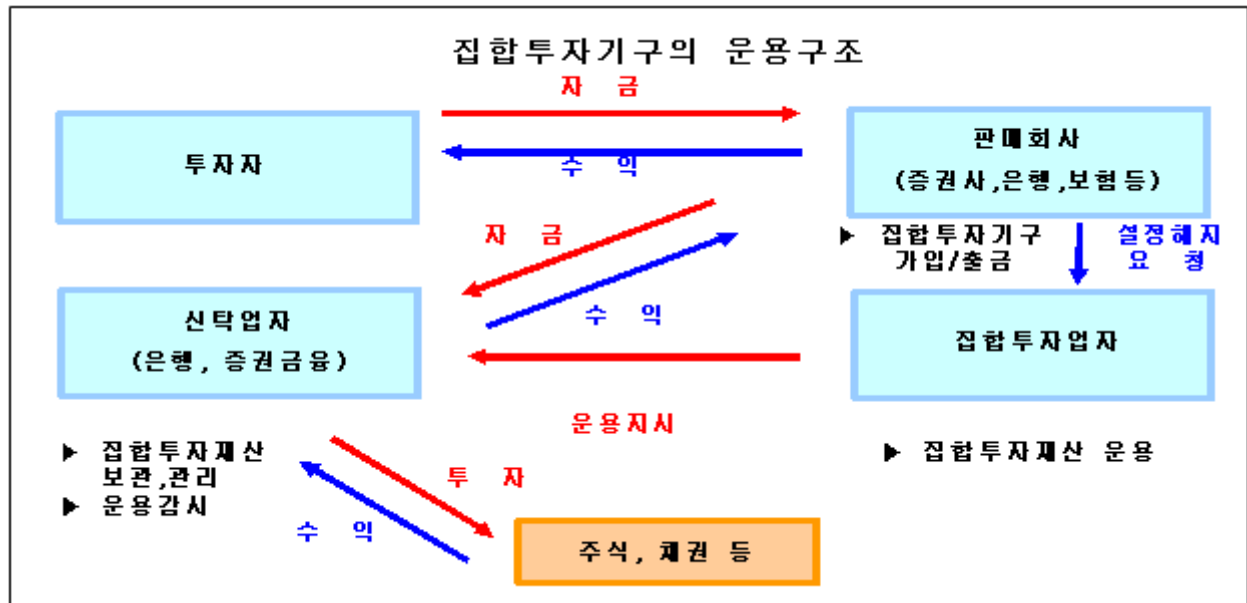 집합투자기구의 운용구조
자 금
투자자
수 익
판매회사
(증권사,은행,보험등)
자 금
▶ 집합투자기구
가입/출금
설정해지
요 청
신탁업자
(은행, 증권금융)
수 익
집합투자업자
운용지시
▶ 집합투자재산
보관,관리
▶ 운용감시
▶ 집합투자재산 운용
투 자
수 익
주식, 채권 등